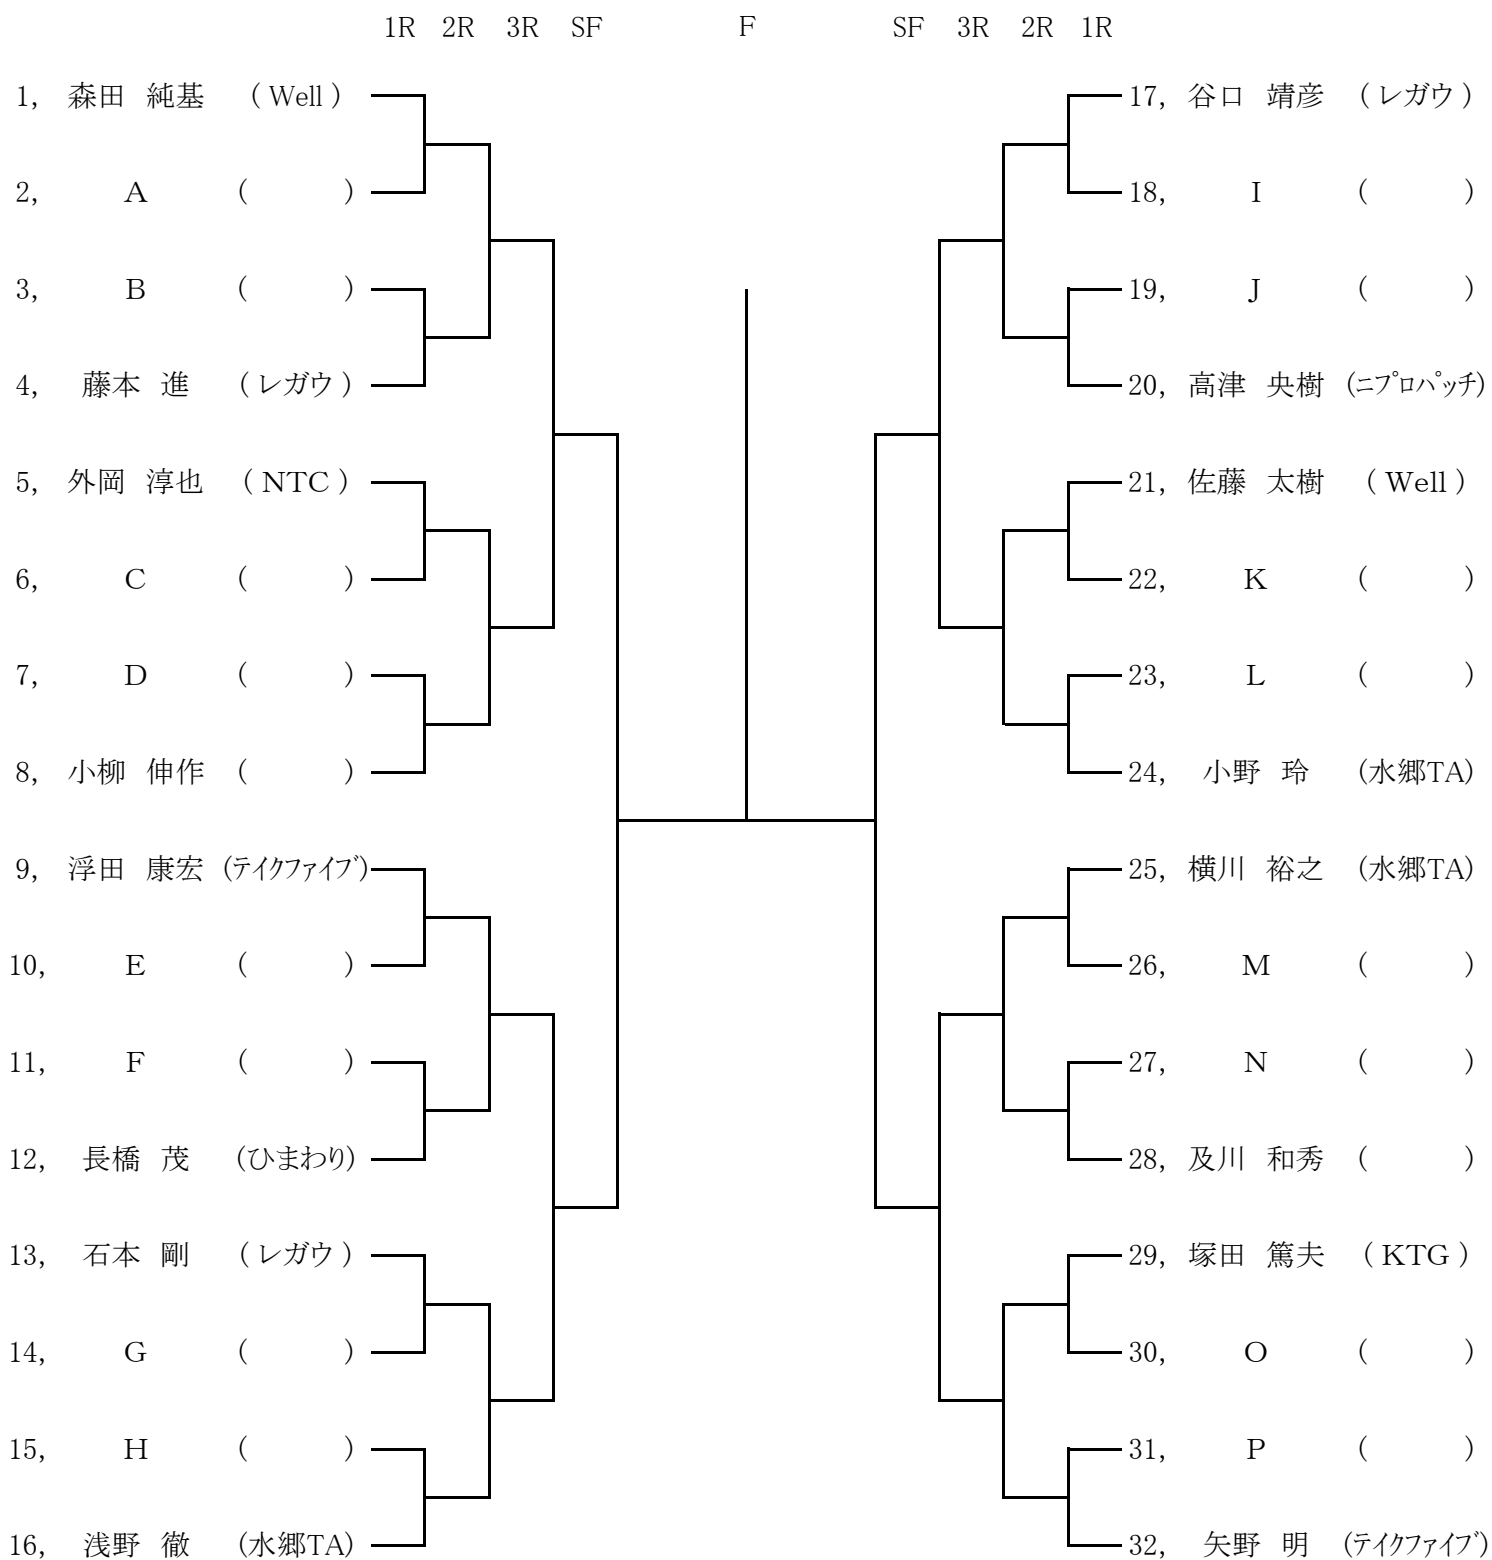 1R 2R 3R SF F SF 3R 2R 1R
1, 森田 純基 ( Well )
2, A ( )
3, B ( )
4, 藤本 進 ( レガウ )
5, 外岡 淳也 ( NTC )
6, C ( )
7, D ( )
8, 小柳 伸作 ( )
9, 浮田 康宏 (ﾃｲｸﾌｧｲﾌﾞ)
10, E ( )
11, F ( )
12, 長橋 茂 (ひまわり)
13, 石本 剛 ( レガウ )
14, G ( )
15, H ( )
16, 浅野 徹 (水郷TA)
17, 谷口 靖彦 ( レガウ )
18, I ( )
19, J ( )
20, 高津 央樹 (ﾆﾌﾟﾛﾊﾟｯﾁ)
21, 佐藤 太樹 ( Well )
22, K ( )
23, L ( )
24, 小野 玲 (水郷TA)
25, 横川 裕之 (水郷TA)
26, M ( )
27, N ( )
28, 及川 和秀 ( )
29, 塚田 篤夫 ( KTG )
30, O ( )
31, P ( )
32, 矢野 明 (ﾃｲｸﾌｧｲﾌﾞ)